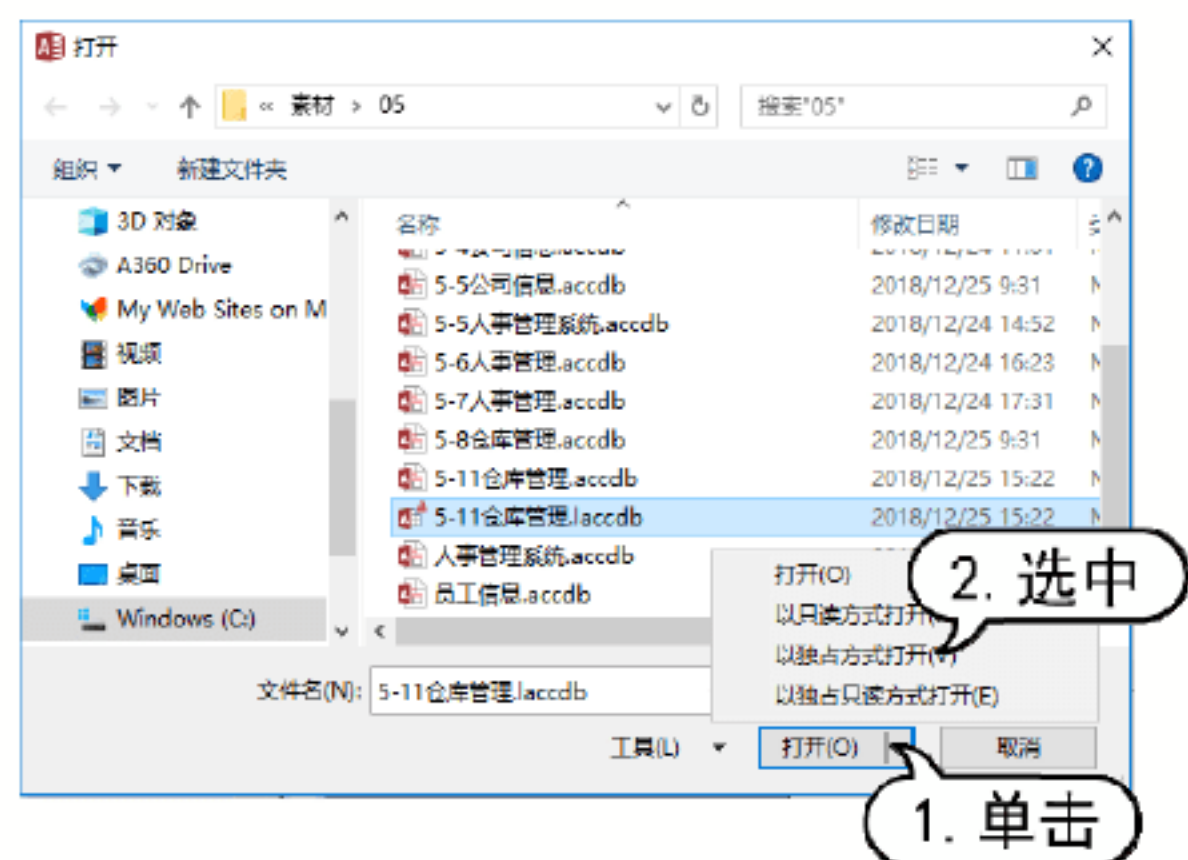 打开
« 素材 > 05
搜索"05"
组织
新建文件夹
3D 对象
A360 Drive
My Web Sites on M
视频
图片
文档
下载
音乐
桌面
Windows (C:)
名称 修改日期
5-5公司信息.accdb 2018/12/25 9:31
5-5人事管理系统.accdb 2018/12/24 14:52
5-6人事管理.accdb 2018/12/24 16:23
5-7人事管理.accdb 2018/12/24 17:31
5-8仓库管理.accdb 2018/12/25 9:31
5-11仓库管理.accdb 2018/12/25 15:22
5-11仓库管理.laccdb 2018/12/25 15:22
人事管理系统.accdb
员工信息.accdb
打开(O)
以只读方式打开
以独占方式打开(V)
以独占只读方式打开(E)
2. 选中
文件名(N): 5-11仓库管理.laccdb
工具(L) 打开(O) 取消
1. 单击